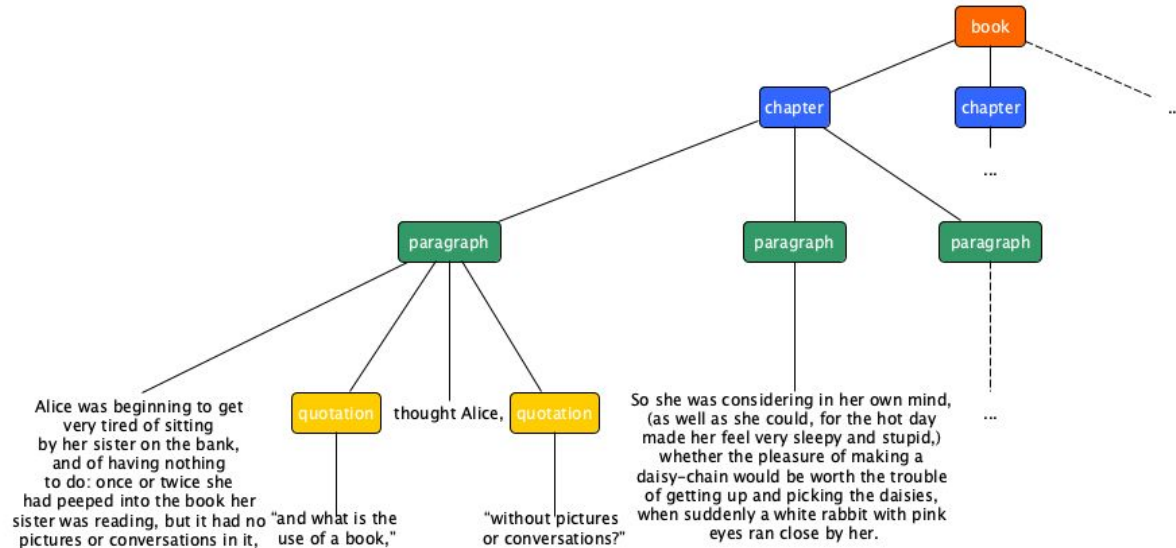 book
chapter
chapter
...
...
paragraph
paragraph
paragraph
Alice was beginning to get
very tired of sitting
by her sister on the bank,
and of having nothing
to do: once or twice she
had peeped into the book her
sister was reading, but it had no
pictures or conversations in it,
quotation
"and what is the
use of a book,"
thought Alice,
quotation
"without pictures
or conversations?"
So she was considering in her own mind,
(as well as she could, for the hot day
made her feel very sleepy and stupid,)
whether the pleasure of making a
daisy-chain would be worth the trouble
of getting up and picking the daisies,
when suddenly a white rabbit with pink
eyes ran close by her.
...